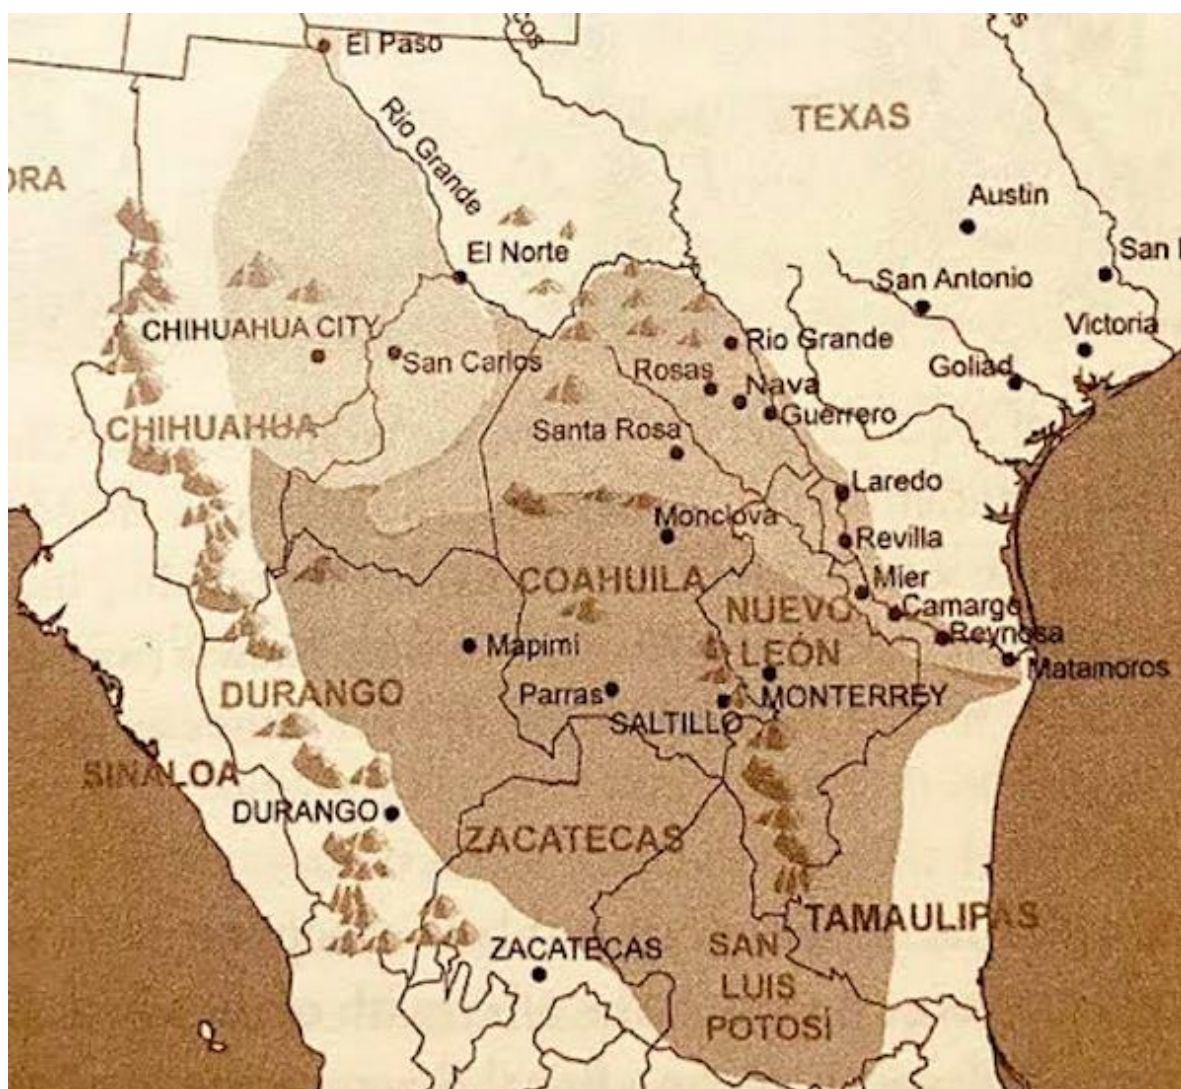 El Paso
cos
s
Rio Grande
TEXAS
ORA
Austin
El Norte
San
San Antonio
CHIHUAHUA CITY
San Carlos
Rio Grande
Victoria
Rosas
Nava
Goliad
Guerrero
CHIHUAHUA
Santa Rosa
Laredo
Monclova
Revilla
COAHUILA
Mier
NUEVO
LEÓN
Camargo
Reynosa
Mapimí
Matamoros
DURANGO
Parras
MONTERREY
SALTILLO
SINALOA
DURANGO
ZACATECAS
TAMAULIPAS
ZACATECAS
SAN
LUIS
POTOSÍ